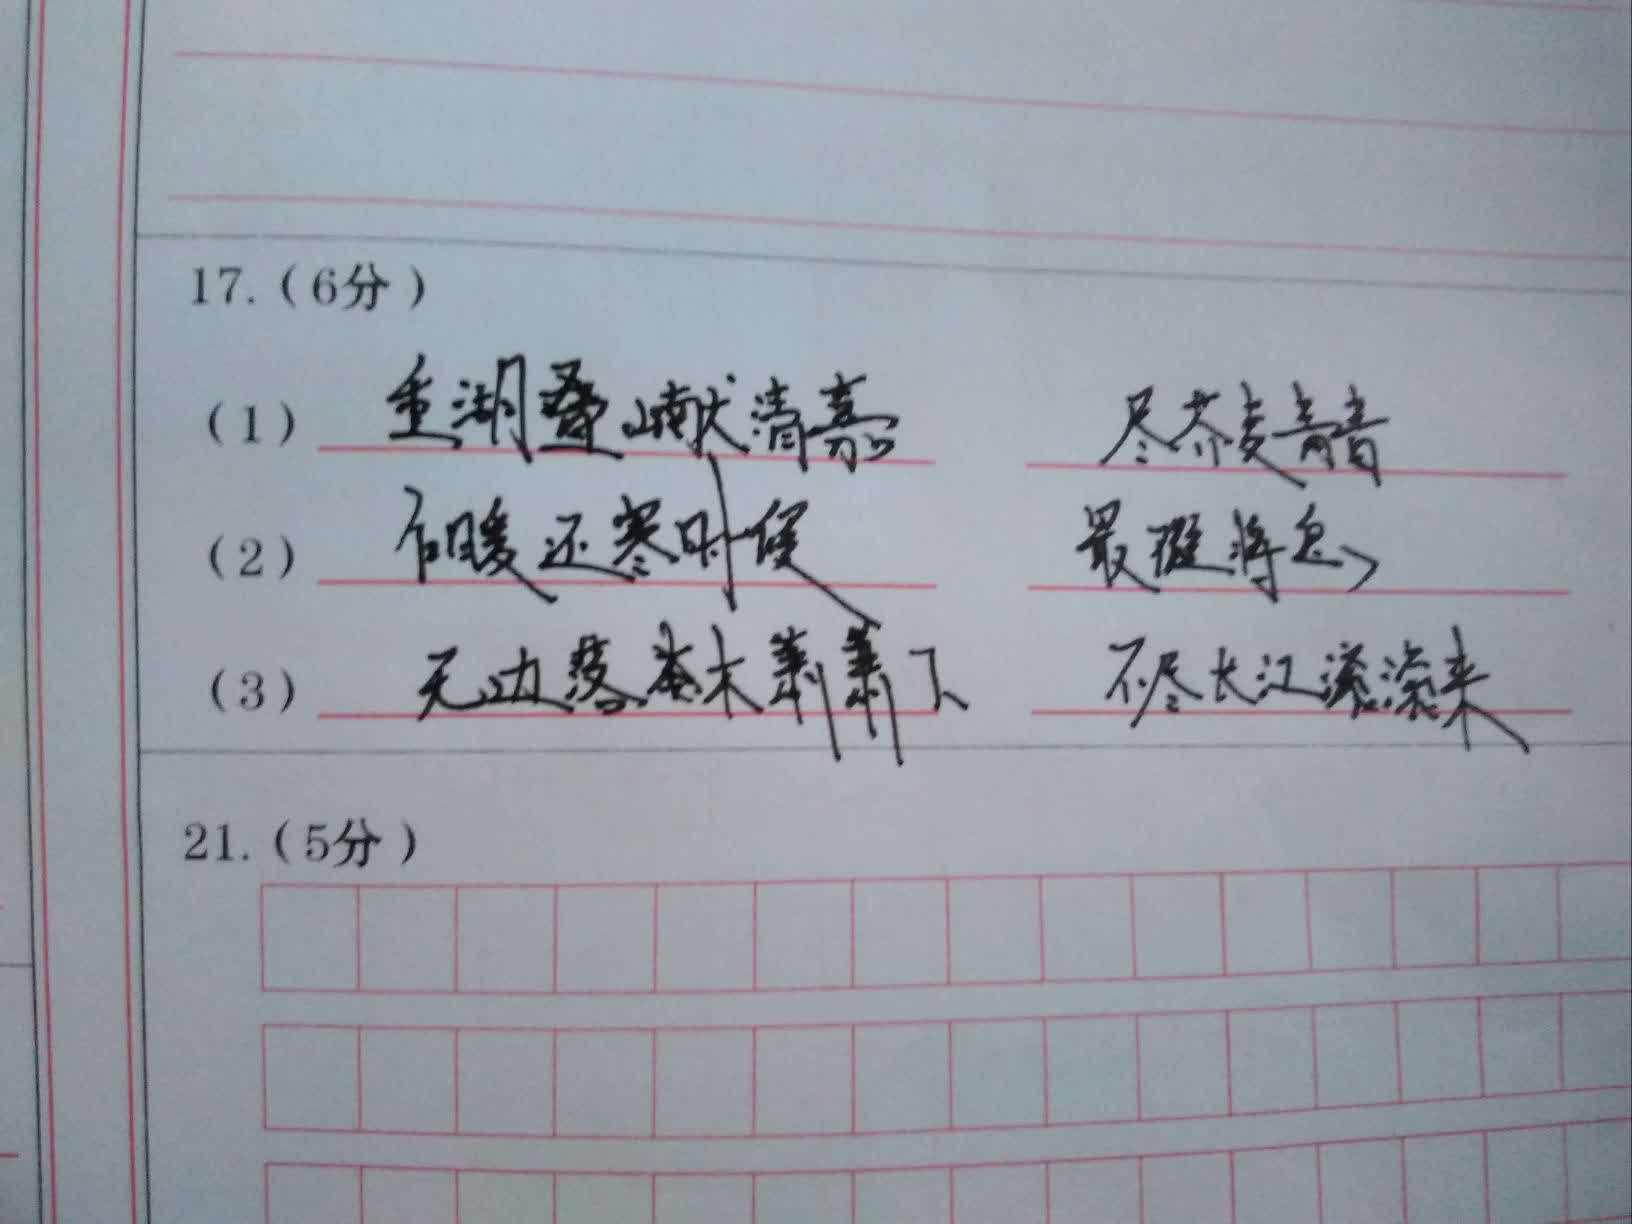 17.(6分)
(1) 重湖叠巘清嘉 尽荠麦青青
(2) 乍暖还寒时候 最难将息
(3) 无边落木萧萧下 不尽长江滚滚来
21.(5分)